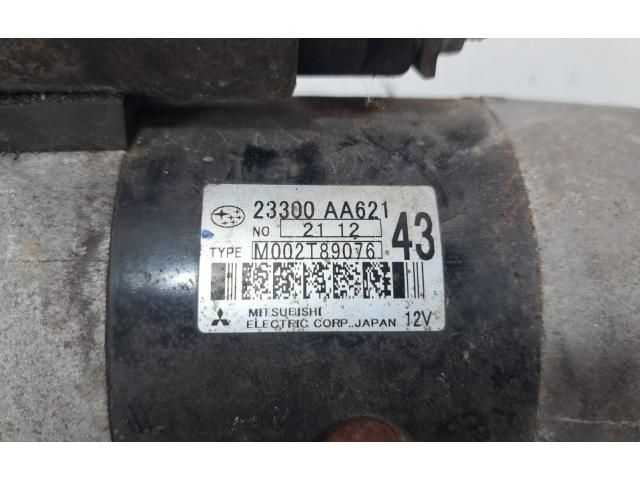 23300 AA621
NO. 21 12
TYPE M002T89076 43
MITSUBISHI
ELECTRIC CORP., JAPAN 12V